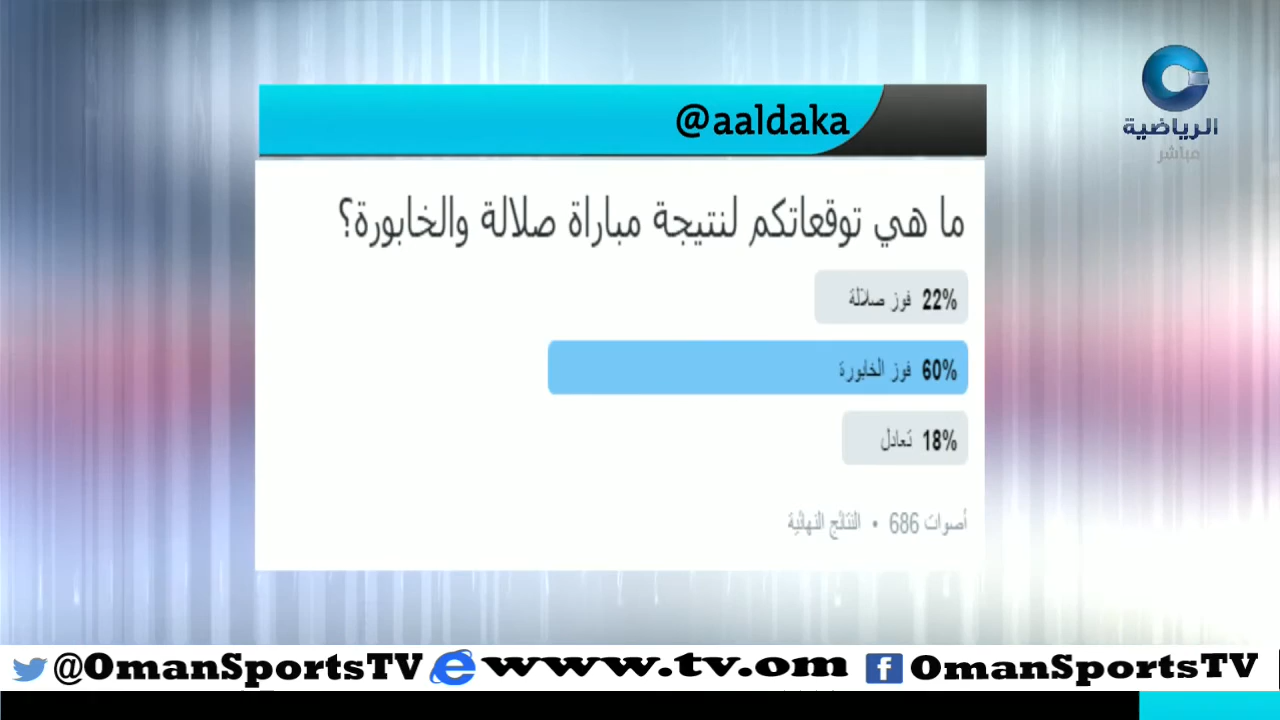 الرياضية
مباشر
@aaldaka
ما هي توقعاتكم لنتيجة مباراة صلالة والخابورة؟
22% فوز صلالة
60% فوز الخابورة
18% تعادل
أصوات 686 • النتائج النهائية
@OmanSportsTV www.tv.om OmanSportsTV